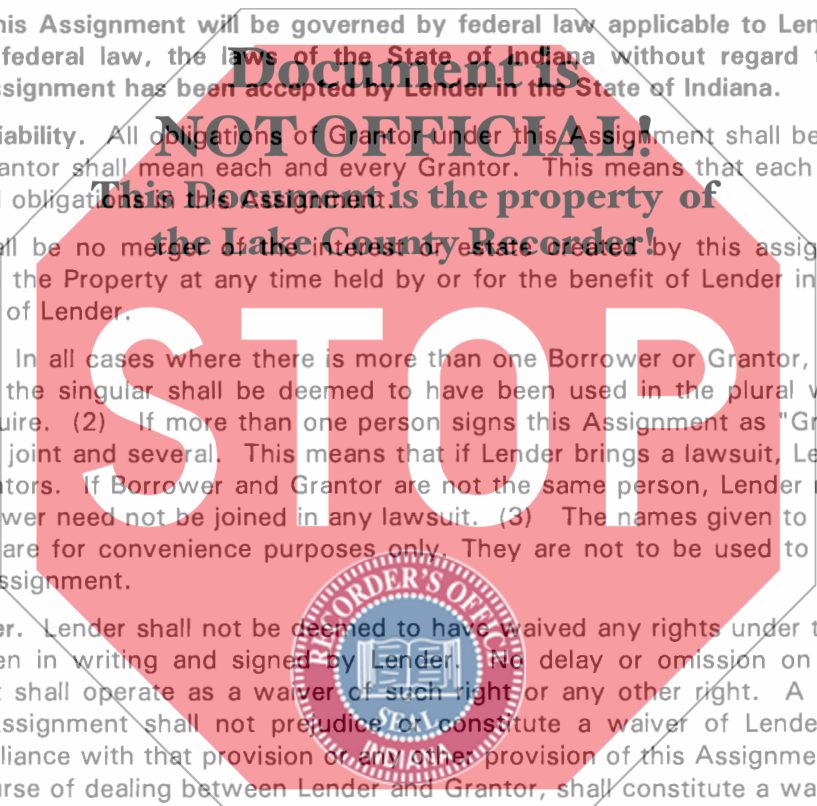 his Assignment will be governed by federal law applicable to Len
federal law, the laws of the State of Indiana without regard t
ssignment has been accepted by Lender in the State of Indiana.
Document is
NOT OFFICIAL!
This Document is the property of
the Lake County Recorder!
iability. All obligations of Grantor under this Assignment shall be
antor shall mean each and every Grantor. This means that each
l obligations in this Assignment.
all be no merger of the interest or estate created by this assig
the Property at any time held by or for the benefit of Lender in
of Lender.
STOP
In all cases where there is more than one Borrower or Grantor,
the singular shall be deemed to have been used in the plural w
uire. (2) If more than one person signs this Assignment as "Gr
joint and several. This means that if Lender brings a lawsuit, Le
ntors. If Borrower and Grantor are not the same person, Lender n
wer need not be joined in any lawsuit. (3) The names given to
are for convenience purposes only. They are not to be used to
ssignment.
er. Lender shall not be deemed to have waived any rights under t
en in writing and signed by Lender. No delay or omission on
t shall operate as a waiver of such right or any other right. A
Assignment shall not prejudice or constitute a waiver of Lende
liance with that provision or any other provision of this Assignme
urse of dealing between Lender and Grantor, shall constitute a wa
RECORDER'S OFFICE
SEAL
INDIANA